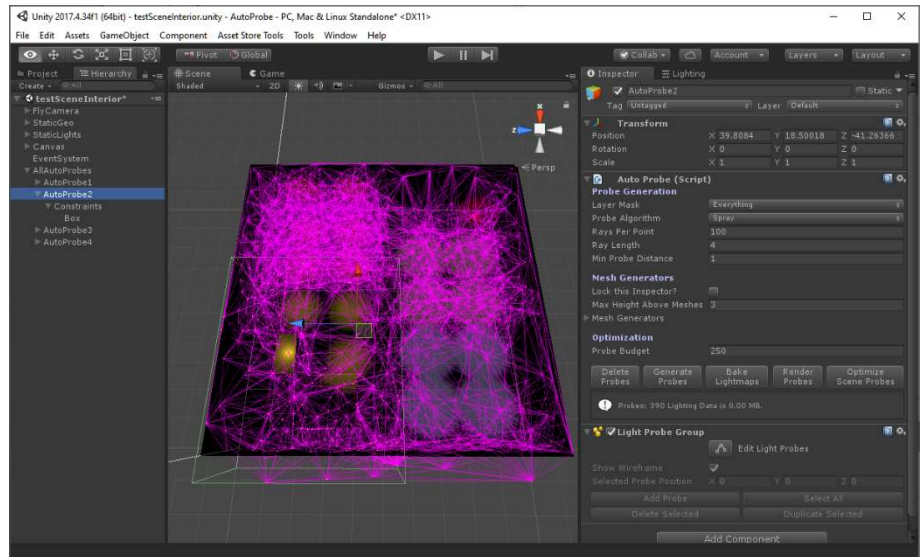 Unity 2017.4.34f1 (64bit) - testSceneInterior.unity - AutoProbe - PC, Mac & Linux Standalone* <DX11>
File Edit Assets GameObject Component Asset Store Tools Tools Window Help
Pivot Global Collab Account Layers Layout
Project Hierarchy
Create All
testSceneInterior*
FlyCamera
StaticGeo
StaticLights
Canvas
EventSystem
AllAutoProbes
AutoProbe1
AutoProbe2
Constraints
Box
AutoProbe3
AutoProbe4
Scene Game
Shaded 2D Gizmos All
x
z
Persp
Inspector Lighting
AutoProbe2 Static
Tag Untagged Layer Default
Transform
Position X 39.8084 Y 18.50018 Z -41.26366
Rotation X 0 Y 0 Z 0
Scale X 1 Y 1 Z 1
Auto Probe (Script)
Probe Generation
Layer Mask Everything
Probe Algorithm Spray
Rays Per Point 100
Ray Length 4
Min Probe Distance 1
Mesh Generators
Lock this Inspector?
Max Height Above Meshes 3
Mesh Generators
Optimization
Probe Budget 250
Delete Probes
Generate Probes
Bake Lightmaps
Render Probes
Optimize Scene Probes
Probes: 390 Lighting Data is 0.00 MB.
Light Probe Group
Edit Light Probes
Show Wireframe
Selected Probe Position X 0 Y 0 Z 0
Add Probe Select All
Delete Selected Duplicate Selected
Add Component